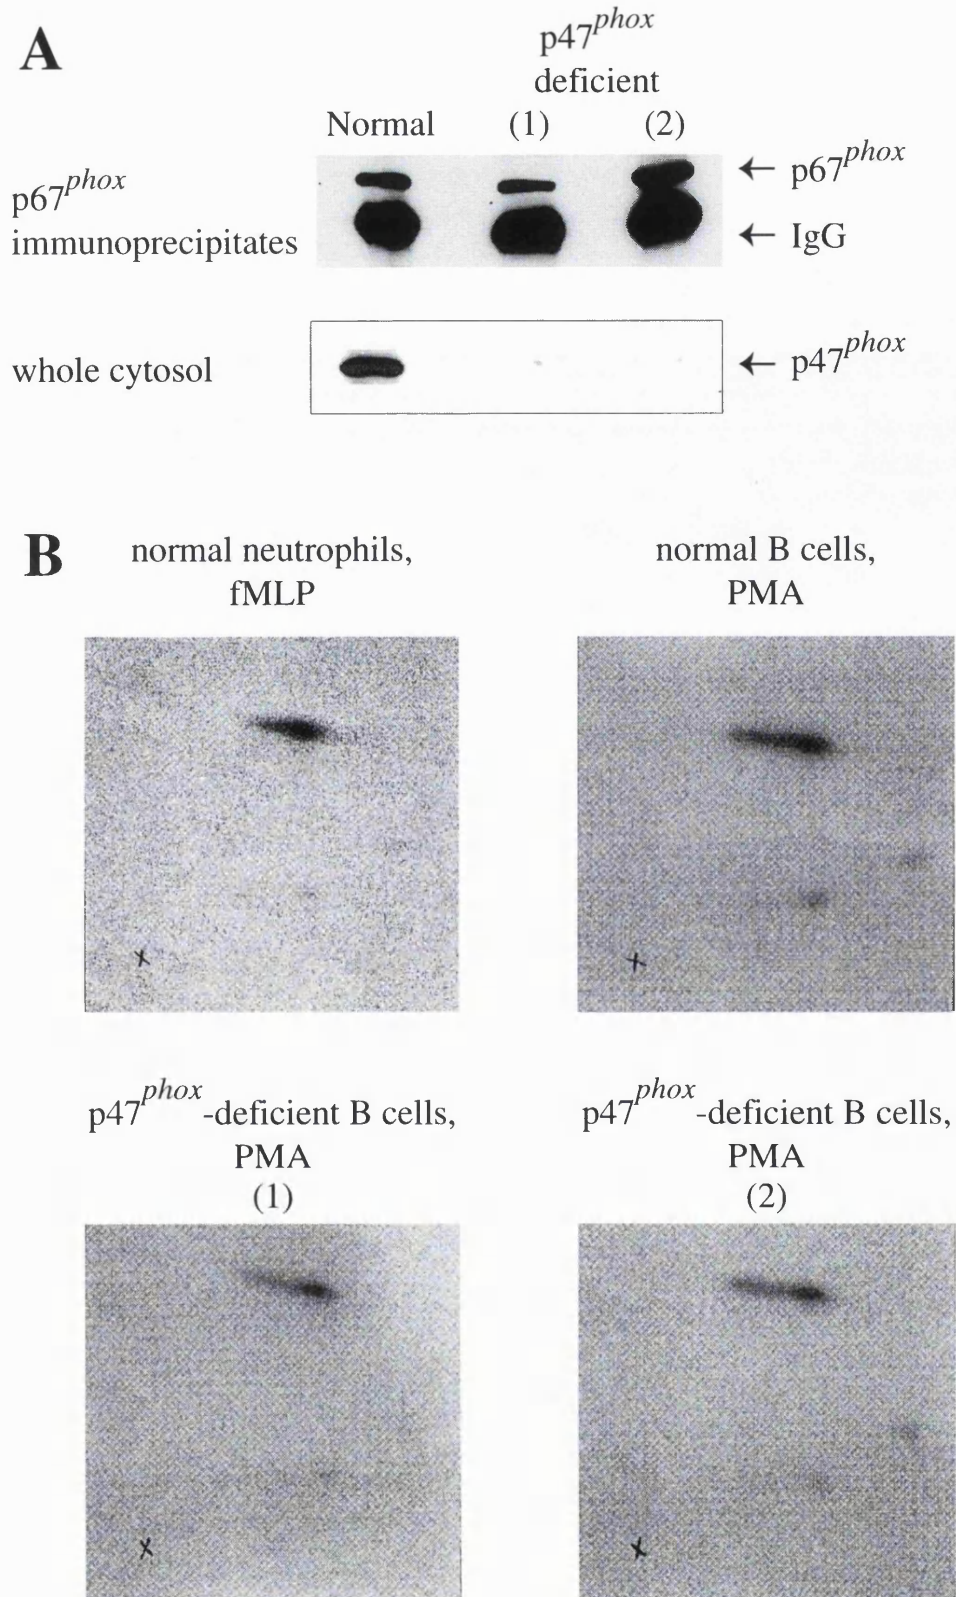 A
p47phox
deficient
Normal (1) (2)
p67phox
immunoprecipitates
← p67phox
← IgG
whole cytosol
← p47phox
B
normal neutrophils,
fMLP
normal B cells,
PMA
x
+
p47phox-deficient B cells,
PMA
(1)
p47phox-deficient B cells,
PMA
(2)
x
x